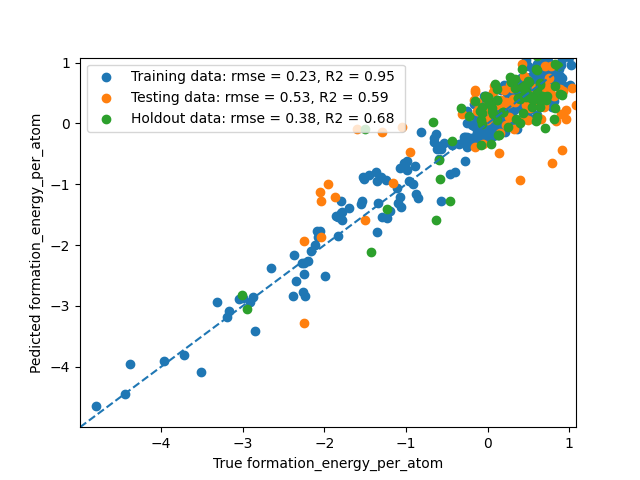 Training data: rmse = 0.23, R2 = 0.95
Testing data: rmse = 0.53, R2 = 0.59
Holdout data: rmse = 0.38, R2 = 0.68
1
0
−1
−2
−3
−4
Pedicted formation_energy_per_atom
−4 −3 −2 −1 0 1
True formation_energy_per_atom